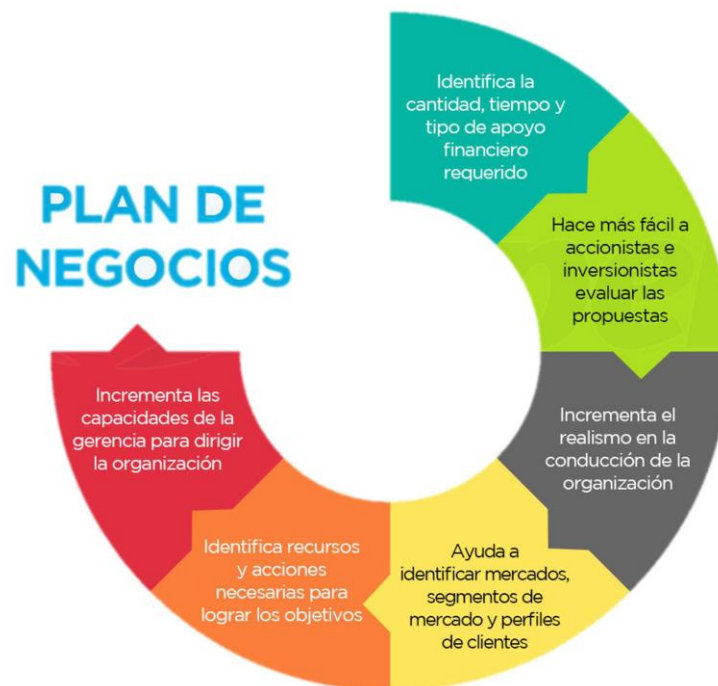 PLAN DE
NEGOCIOS
Identifica la
cantidad, tiempo y
tipo de apoyo
financiero
requerido
Hace más fácil a
accionistas e
inversionistas
evaluar las
propuestas
Incrementa el
realismo en la
conducción de la
organización
Ayuda a
identificar mercados,
segmentos de
mercado y perfiles
de clientes
Identifica recursos
y acciones
necesarias para
lograr los objetivos
Incrementa las
capacidades de la
gerencia para dirigir
la organización